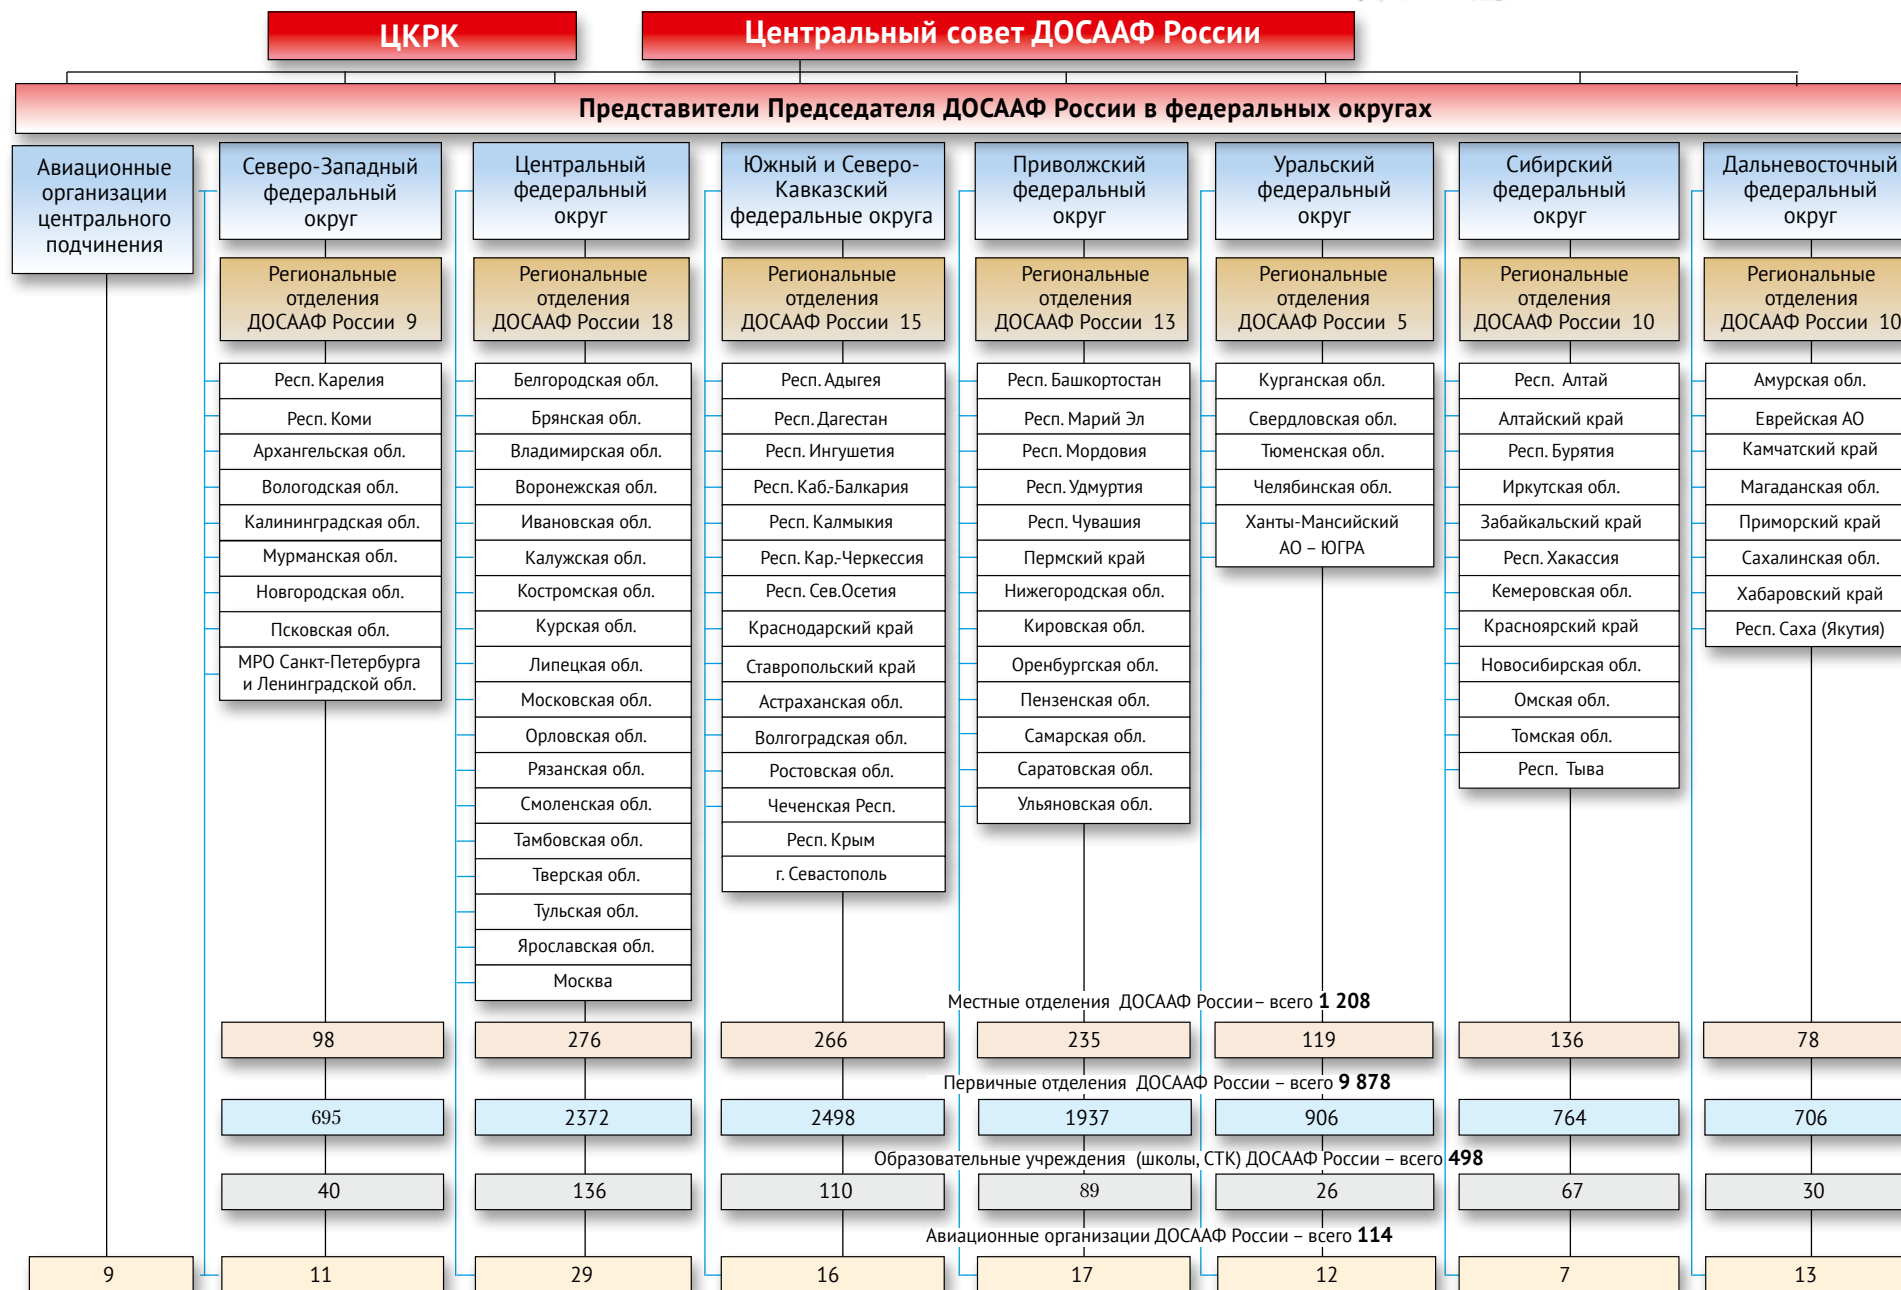 ЦКРК
Центральный совет ДОСААФ России
Представители Председателя ДОСААФ России в федеральных округах
Авиационные
организации
центрального
подчинения
Северо-Западный
федеральный
округ
Региональные
отделения
ДОСААФ России 9
Респ. Карелия
Респ. Коми
Архангельская обл.
Вологодская обл.
Калининградская обл.
Мурманская обл.
Новгородская обл.
Псковская обл.
МРО Санкт-Петербурга
и Ленинградской обл.
Центральный
федеральный
округ
Региональные
отделения
ДОСААФ России 18
Белгородская обл.
Брянская обл.
Владимирская обл.
Воронежская обл.
Ивановская обл.
Калужская обл.
Костромская обл.
Курская обл.
Липецкая обл.
Московская обл.
Орловская обл.
Рязанская обл.
Смоленская обл.
Тамбовская обл.
Тверская обл.
Тульская обл.
Ярославская обл.
Москва
Южный и Северо-
Кавказский
федеральные округа
Региональные
отделения
ДОСААФ России 15
Респ. Адыгея
Респ. Дагестан
Респ. Ингушетия
Респ. Каб.-Балкария
Респ. Калмыкия
Респ. Кар.-Черкессия
Респ. Сев.Осетия
Краснодарский край
Ставропольский край
Астраханская обл.
Волгоградская обл.
Ростовская обл.
Чеченская Респ.
Респ. Крым
г. Севастополь
Приволжский
федеральный
округ
Региональные
отделения
ДОСААФ России 13
Респ. Башкортостан
Респ. Марий Эл
Респ. Мордовия
Респ. Удмуртия
Респ. Чувашия
Пермский край
Нижегородская обл.
Кировская обл.
Оренбургская обл.
Пензенская обл.
Самарская обл.
Саратовская обл.
Ульяновская обл.
Уральский
федеральный
округ
Региональные
отделения
ДОСААФ России 5
Курганская обл.
Свердловская обл.
Тюменская обл.
Челябинская обл.
Ханты-Мансийский
АО – ЮГРА
Сибирский
федеральный
округ
Региональные
отделения
ДОСААФ России 10
Респ. Алтай
Алтайский край
Респ. Бурятия
Иркутская обл.
Забайкальский край
Респ. Хакассия
Кемеровская обл.
Красноярский край
Новосибирская обл.
Омская обл.
Томская обл.
Респ. Тыва
Дальневосточный
федеральный
округ
Региональные
отделения
ДОСААФ России 10
Амурская обл.
Еврейская АО
Камчатский край
Магаданская обл.
Приморский край
Сахалинская обл.
Хабаровский край
Респ. Саха (Якутия)
Местные отделения ДОСААФ России– всего 1 208
98 276 266 235 119 136 78
Первичные отделения ДОСААФ России – всего 9 878
695 2372 2498 1937 906 764 706
Образовательные учреждения (школы, СТК) ДОСААФ России – всего 498
40 136 110 89 26 67 30
Авиационные организации ДОСААФ России – всего 114
9 11 29 16 17 12 7 13